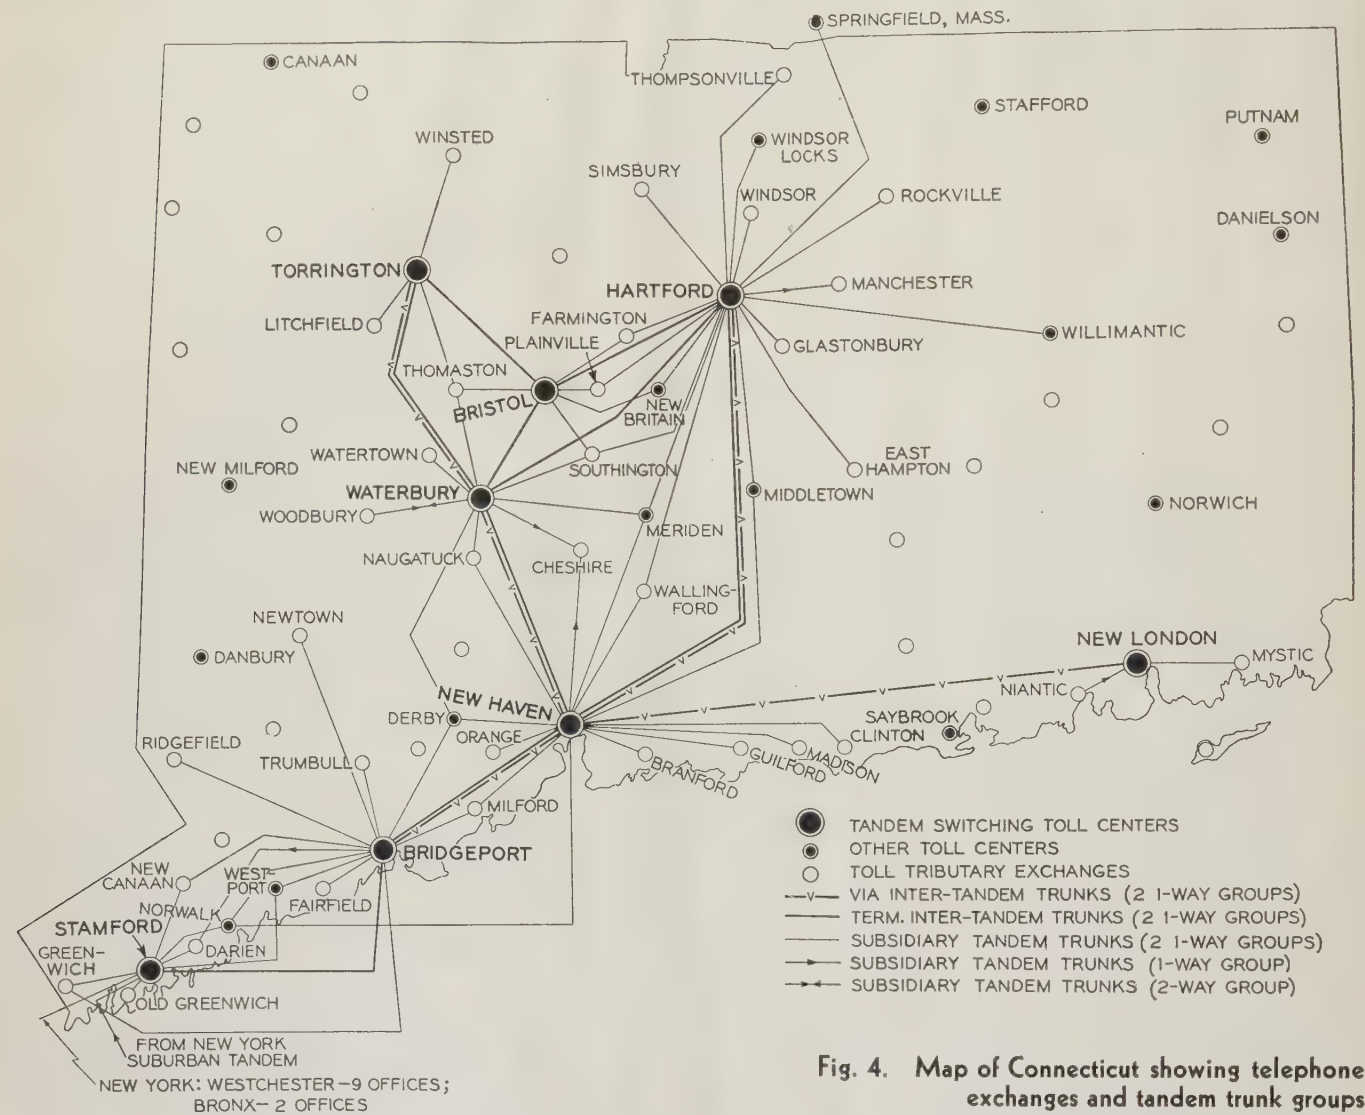 SPRINGFIELD, MASS.
CANAAN
THOMPSONVILLE
STAFFORD
PUTNAM
WINSTED
WINDSOR
LOCKS
SIMSBURY
WINDSOR
ROCKVILLE
DANIELSON
TORRINGTON
HARTFORD
MANCHESTER
LITCHFIELD
FARMINGTON
PLAINVILLE
GLASTONBURY
WILLIMANTIC
THOMASTON
BRISTOL
NEW
BRITAIN
WATERTOWN
SOUTHINGTON
EAST
HAMPTON
NEW MILFORD
WATERBURY
MIDDLETOWN
NORWICH
WOODBURY
MERIDEN
NAUGATUCK
CHESHIRE
WALLING-
FORD
NEWTOWN
DANBURY
NEW LONDON
MYSTIC
NIANTIC
NEW HAVEN
DERBY
ORANGE
SAYBROOK
CLINTON
RIDGEFIELD
TRUMBULL
BRANFORD
GUILFORD
MADISON
MILFORD
BRIDGEPORT
NEW
CANAAN
WEST-
PORT
FAIRFIELD
NORWALK
STAMFORD
DARIEN
GREEN-
WICH
OLD GREENWICH
FROM NEW YORK
SUBURBAN TANDEM
NEW YORK: WESTCHESTER-9 OFFICES;
BRONX-2 OFFICES
TANDEM SWITCHING TOLL CENTERS
OTHER TOLL CENTERS
TOLL TRIBUTARY EXCHANGES
VIA INTER-TANDEM TRUNKS (2 1-WAY GROUPS)
TERM. INTER-TANDEM TRUNKS (2 1-WAY GROUPS)
SUBSIDIARY TANDEM TRUNKS (2 1-WAY GROUPS)
SUBSIDIARY TANDEM TRUNKS (1-WAY GROUP)
SUBSIDIARY TANDEM TRUNKS (2-WAY GROUP)
Fig. 4. Map of Connecticut showing telephone
exchanges and tandem trunk groups